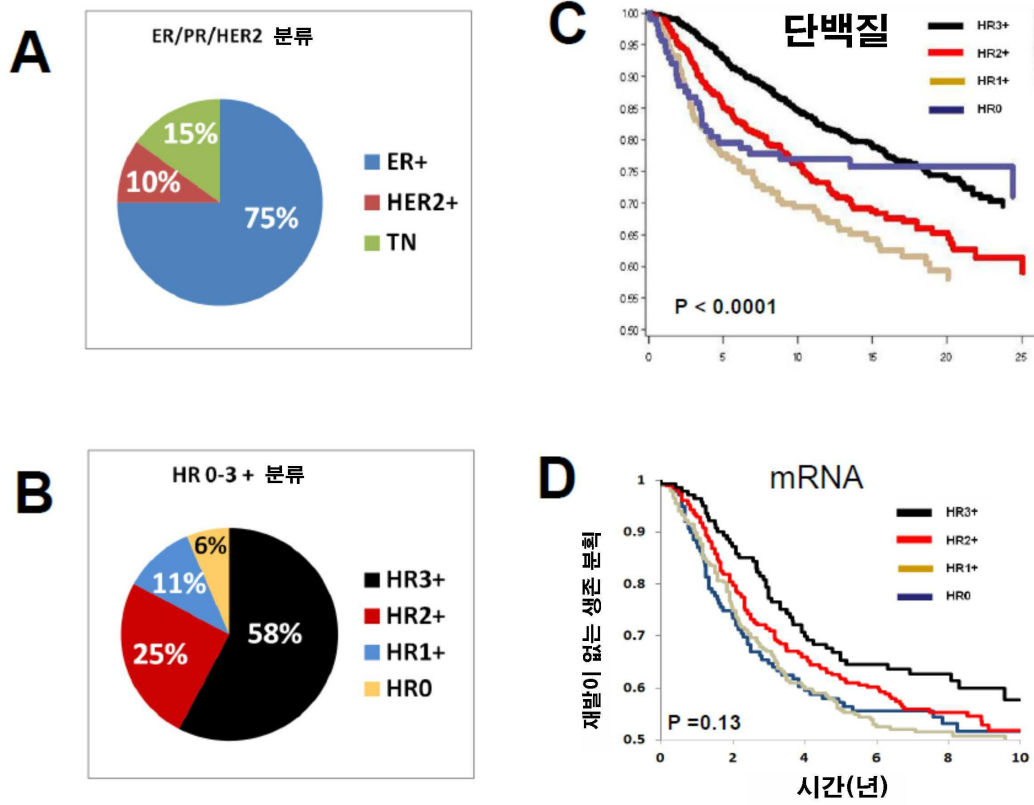 A
ER/PR/HER2 분류
15%
10%
75%
ER+
HER2+
TN
B
HR 0-3 + 분류
6%
11%
25%
58%
HR3+
HR2+
HR1+
HR0
C
단백질
HR3+
HR2+
HR1+
HR0
1.00
0.95
0.90
0.85
0.80
0.75
0.70
0.65
0.60
0.55
0.50
P < 0.0001
0 5 10 15 20 25
D
mRNA
HR3+
HR2+
HR1+
HR0
재발이 없는 생존 분획
1
0.9
0.8
0.7
0.6
0.5
P =0.13
0 2 4 6 8 10
시간(년)